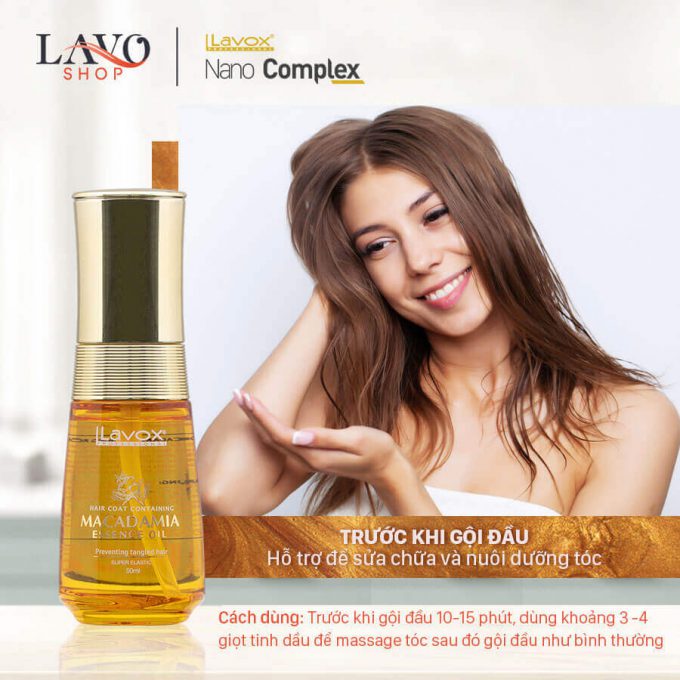 LAVO
SHOP
Lavox®
PROFESSIONAL
Nano Complex
TRƯỚC KHI GỘI ĐẦU
Hỗ trợ để sửa chữa và nuôi dưỡng tóc
Lavox®
PROFESSIONAL
HAIR COAT CONTAINING
MACADAMIA
ESSENCE OIL
Preventing tangled hair
SUPER ELASTIC
50ml
Cách dùng: Trước khi gội đầu 10-15 phút, dùng khoảng 3 -4
giọt tinh dầu để massage tóc sau đó gội đầu như bình thường